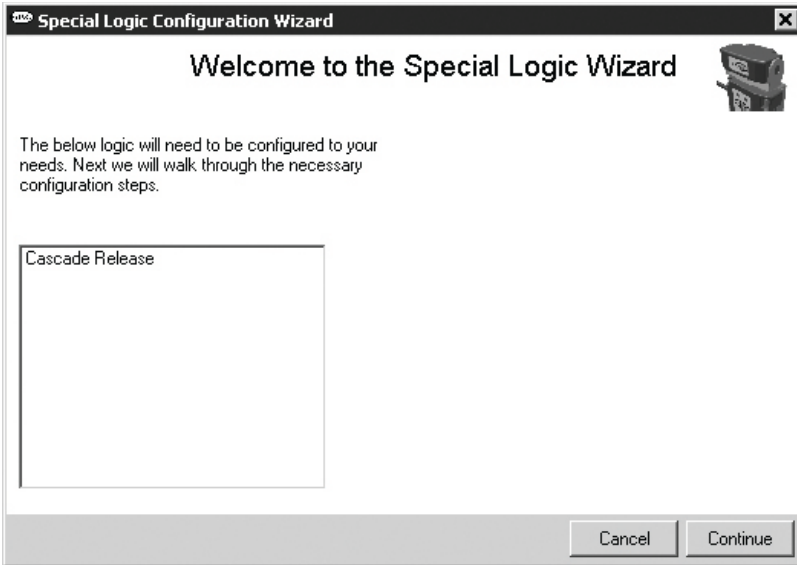 Special Logic Configuration Wizard
Welcome to the Special Logic Wizard
The below logic will need to be configured to your
needs. Next we will walk through the necessary
configuration steps.
Cascade Release
Cancel
Continue